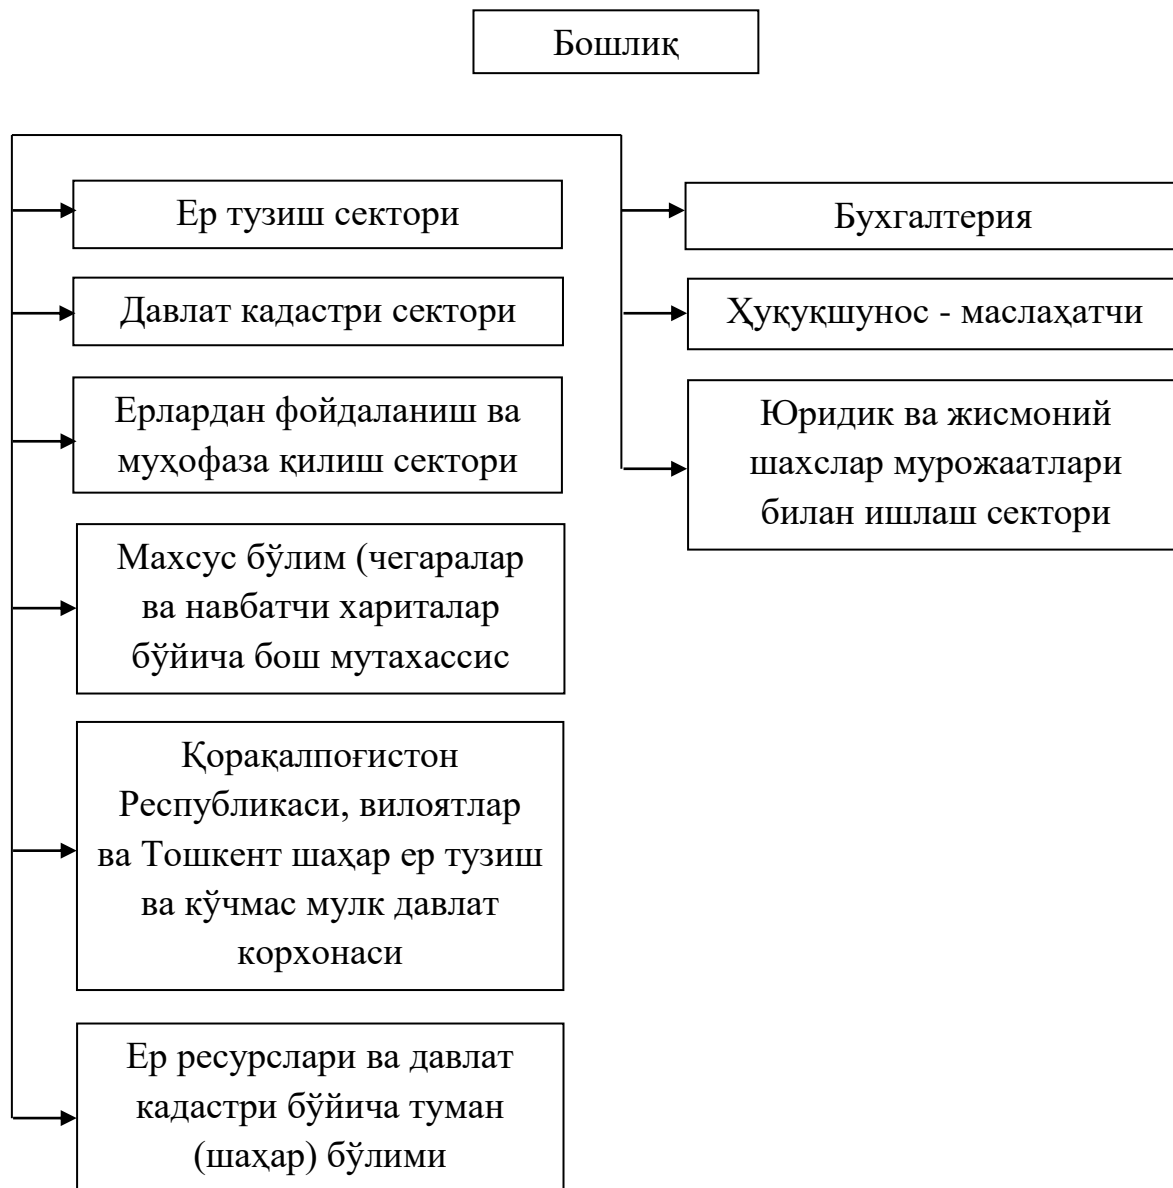 Бошлиқ
Ер тузиш сектори
Давлат кадастри сектори
Ерлардан фойдаланиш ва
муҳофаза қилиш сектори
Махсус бўлим (чегаралар
ва навбатчи хариталар
бўйича бош мутахассис
Қорақалпоғистон
Республикаси, вилоятлар
ва Тошкент шаҳар ер тузиш
ва кўчмас мулк давлат
корхонаси
Ер ресурслари ва давлат
кадастри бўйича туман
(шаҳар) бўлими
Бухгалтерия
Ҳуқуқшунос - маслаҳатчи
Юридик ва жисмоний
шахслар мурожаатлари
билан ишлаш сектори